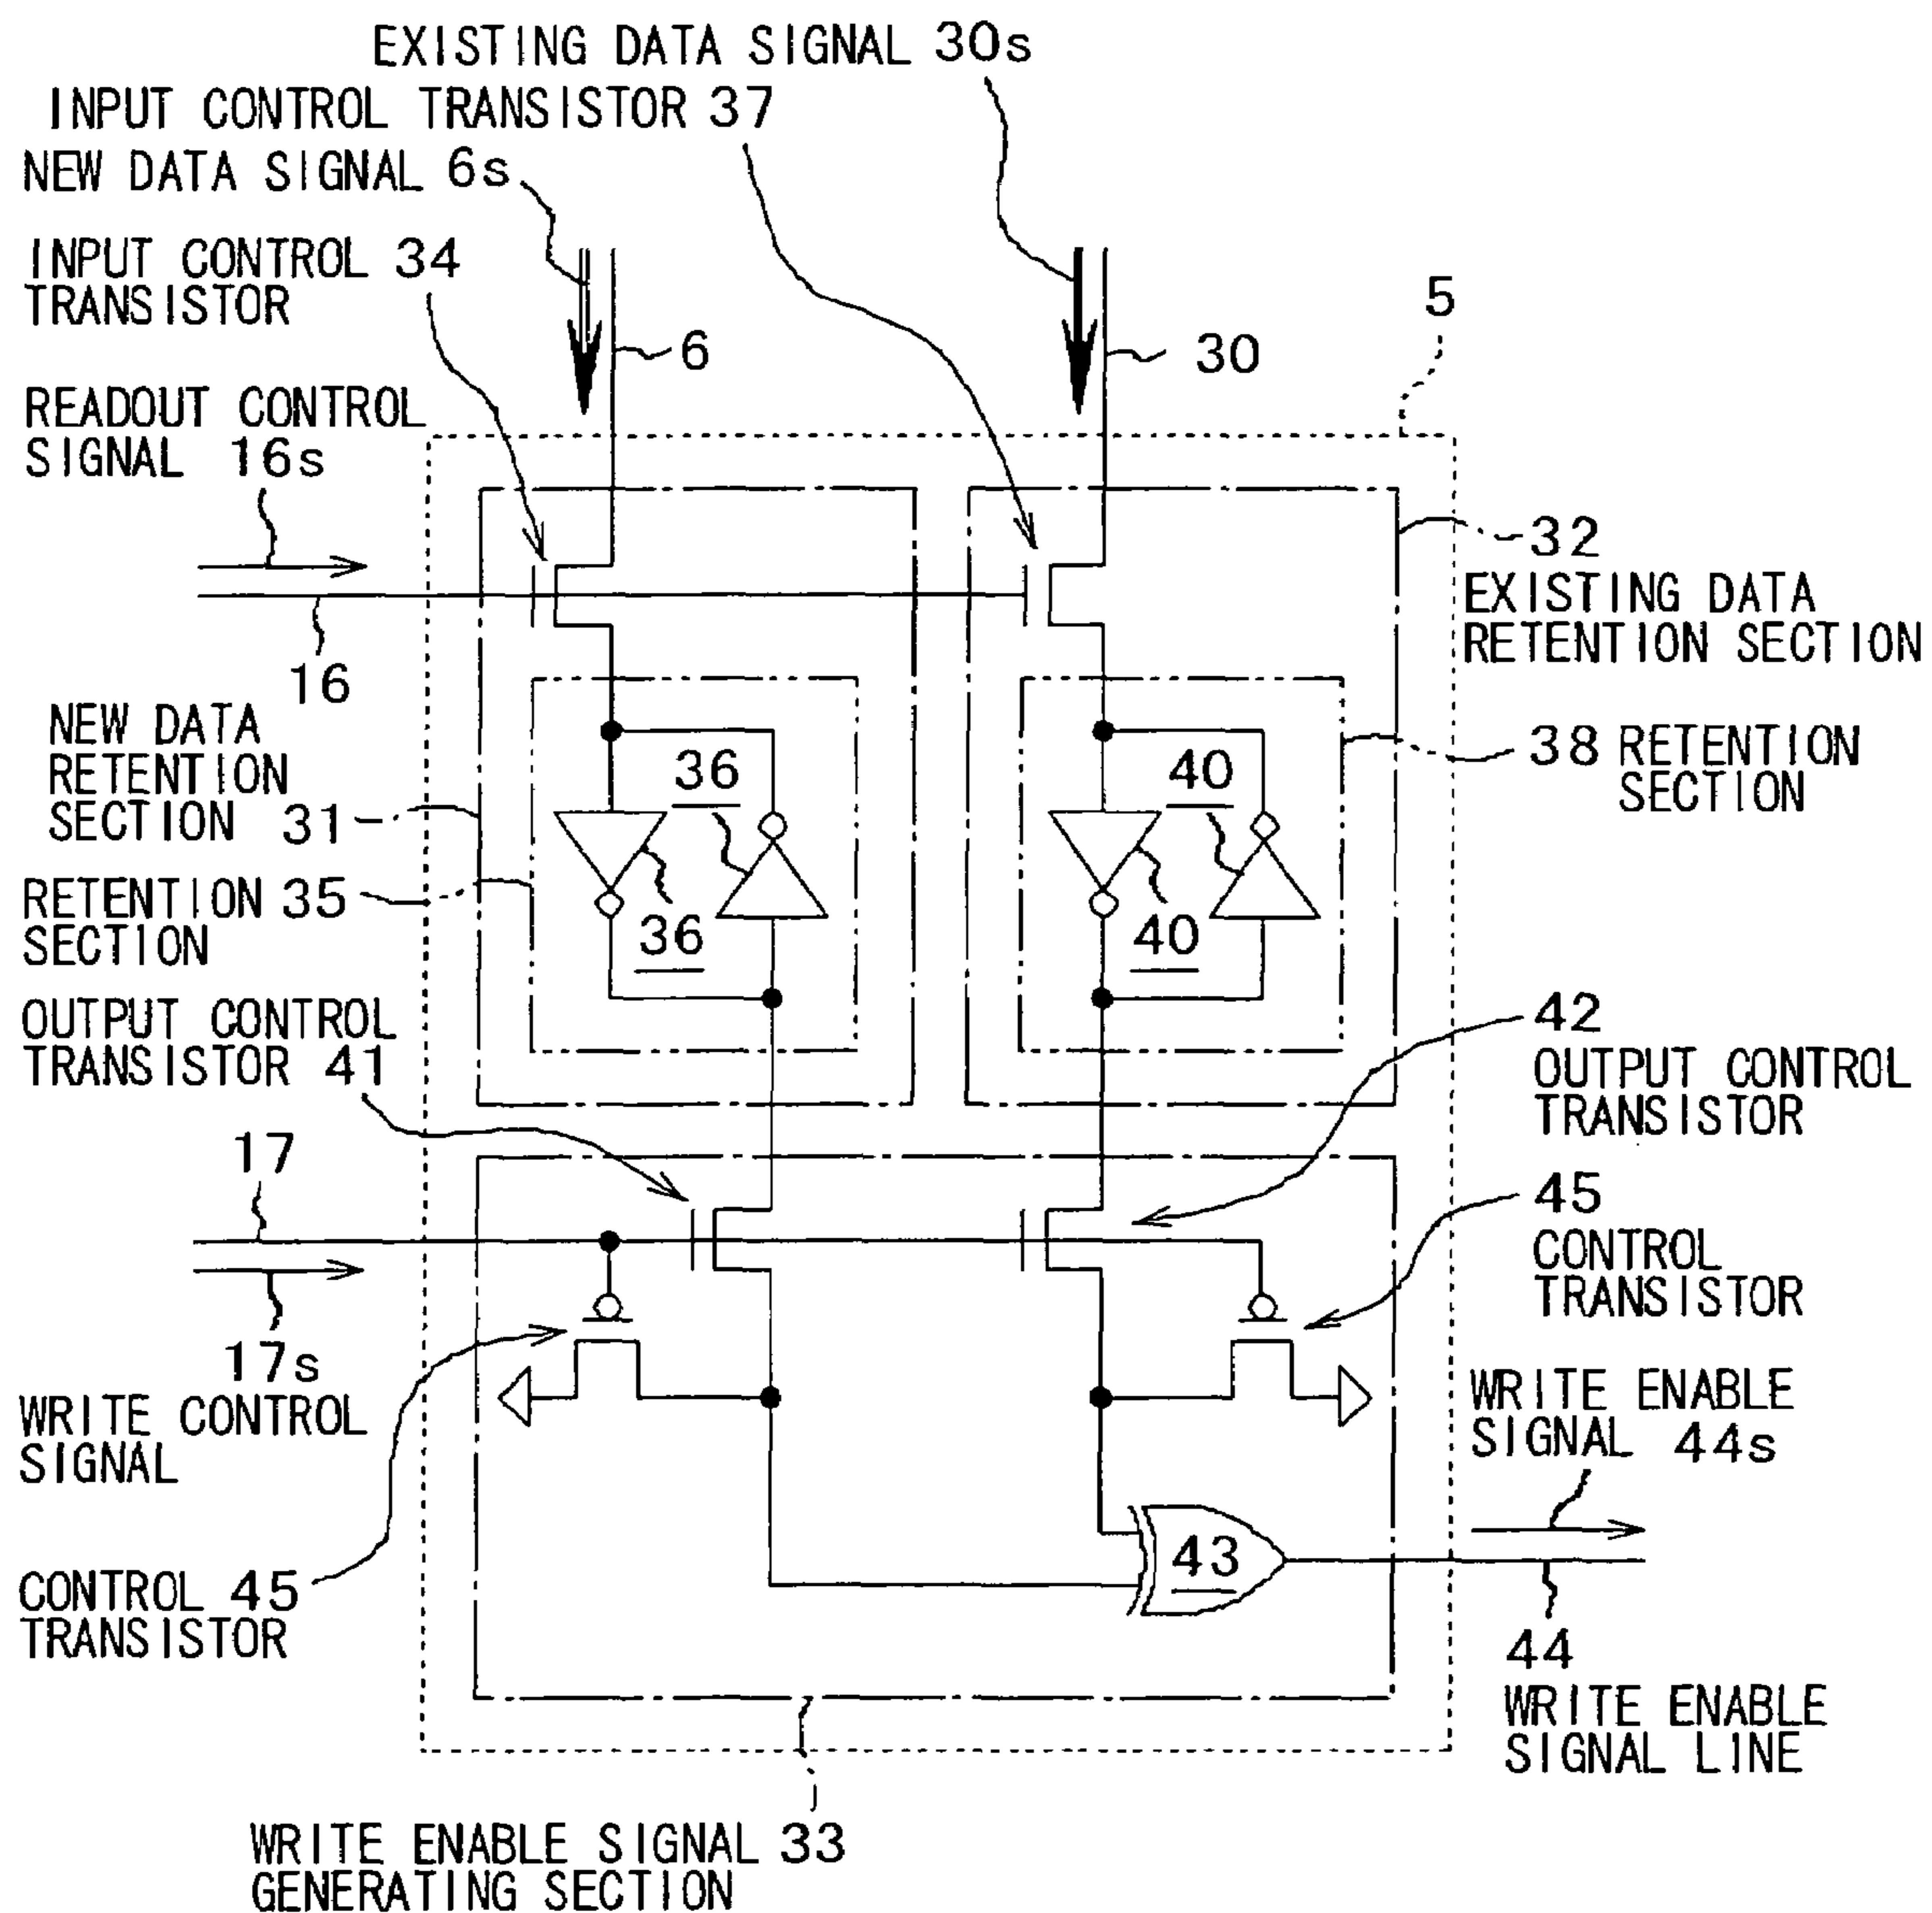 EXISTING DATA SIGNAL 30s
INPUT CONTROL TRANSISTOR 37
NEW DATA SIGNAL 6s
INPUT CONTROL 34
TRANSISTOR
5
6
30
READOUT CONTROL
SIGNAL 16s
32
EXISTING DATA
RETENTION SECTION
16
NEW DATA
RETENTION
SECTION 31
36
40
38 RETENTION
SECTION
RETENTION 35
SECTION
36
40
OUTPUT CONTROL
TRANSISTOR 41
42
OUTPUT CONTROL
TRANSISTOR
17
45
CONTROL
TRANSISTOR
17s
WRITE CONTROL
SIGNAL
WRITE ENABLE
SIGNAL 44s
43
CONTROL 45
TRANSISTOR
44
WRITE ENABLE
SIGNAL LINE
WRITE ENABLE SIGNAL 33
GENERATING SECTION